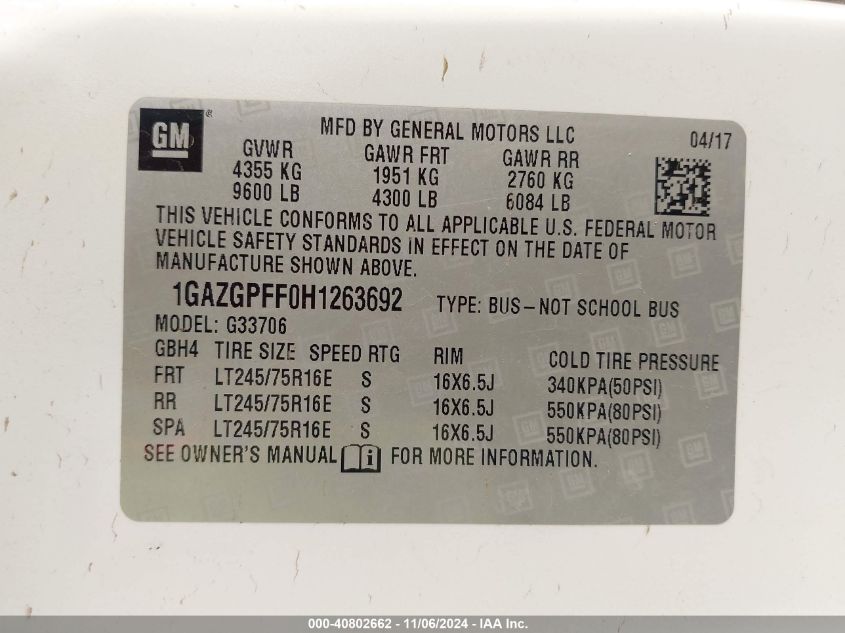 GM ®
MFD BY GENERAL MOTORS LLC 04/17
GVWR GAWR FRT GAWR RR
4355 KG 1951 KG 2760 KG
9600 LB 4300 LB 6084 LB
THIS VEHICLE CONFORMS TO ALL APPLICABLE U.S. FEDERAL MOTOR
VEHICLE SAFETY STANDARDS IN EFFECT ON THE DATE OF
MANUFACTURE SHOWN ABOVE.
1GAZGPFF0H1263692 TYPE: BUS-NOT SCHOOL BUS
MODEL: G33706
GBH4 TIRE SIZE SPEED RTG RIM COLD TIRE PRESSURE
FRT LT245/75R16E S 16X6.5J 340KPA(50PSI)
RR LT245/75R16E S 16X6.5J 550KPA(80PSI)
SPA LT245/75R16E S 16X6.5J 550KPA(80PSI)
SEE OWNER'S MANUAL i FOR MORE INFORMATION.
000-40802662 - 11/06/2024 - IAA Inc.